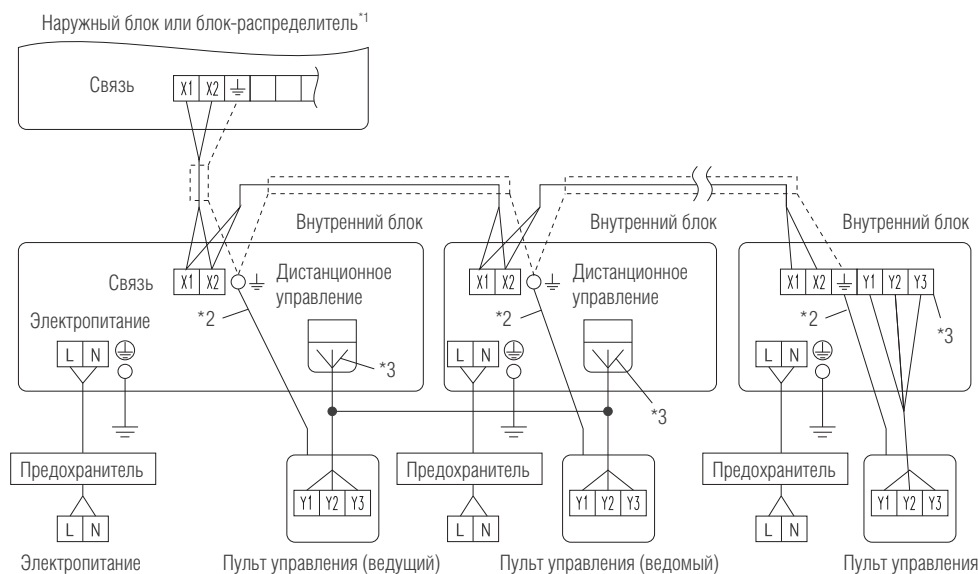 Наружный блок или блок-распределитель*1
Связь
X1 X2
Внутренний блок
Внутренний блок
Внутренний блок
Связь
X1 X2
Дистанционное
управление
*2
*3
Электропитание
L N
X1 X2
Дистанционное
управление
*2
*3
L N
X1 X2 Y1 Y2 Y3
*2
*3
L N
Предохранитель
Предохранитель
Предохранитель
Y1 Y2 Y3
Y1 Y2 Y3
Y1 Y2 Y3
L N
L N
L N
Электропитание
Пульт управления (ведущий)
Пульт управления (ведомый)
Пульт управления